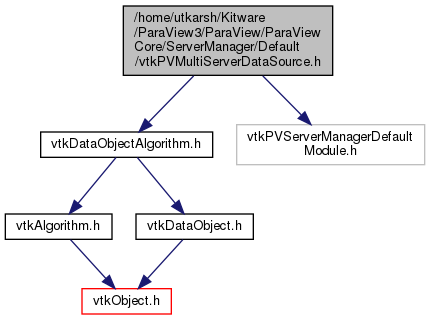 /home/utkarsh/Kitware
/ParaView3/ParaView/ParaView
Core/ServerManager/Default
/vtkPVMultiServerDataSource.h
vtkDataObjectAlgorithm.h
vtkPVServerManagerDefault
Module.h
vtkAlgorithm.h
vtkDataObject.h
vtkObject.h